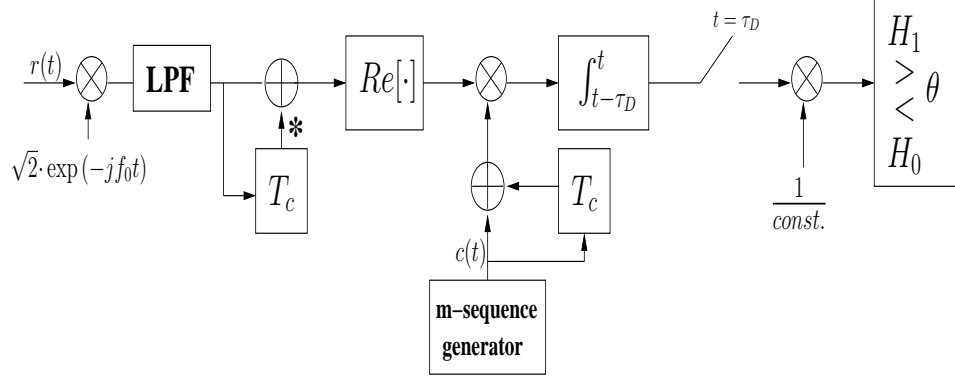 r(t)
LPF
Re[·]
∫_{t−τ_D}^{t}
t = τ_D
H_1
>
<
θ
H_0
√2· exp (−jf_0t)
*
T_c
T_c
1
const.
c(t)
m−sequence
generator